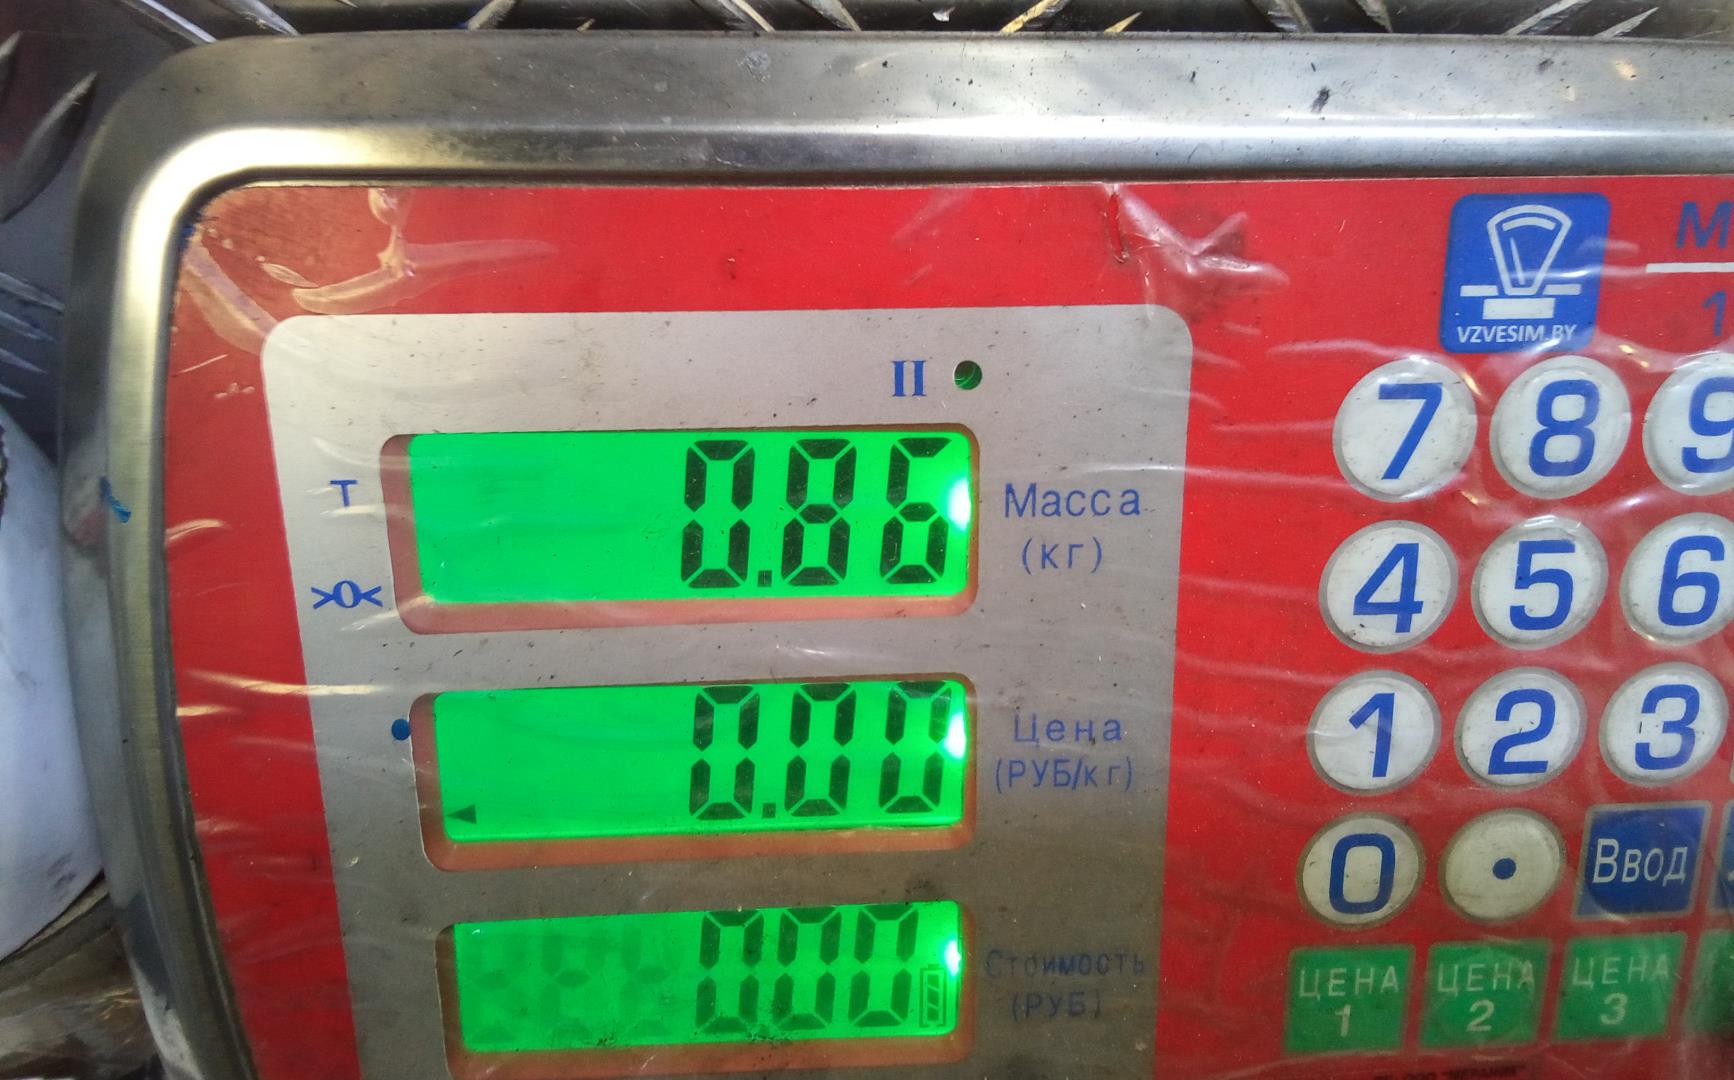 VZVESIM.BY
II
T
0.86
Масса
(кг)
>0<
0.00
Цена
(РУБ/кг)
000
Стоимость
(РУБ)
7 8 9
4 5 6
1 2 3
0 • Ввод
ЦЕНА 1
ЦЕНА 2
ЦЕНА 3